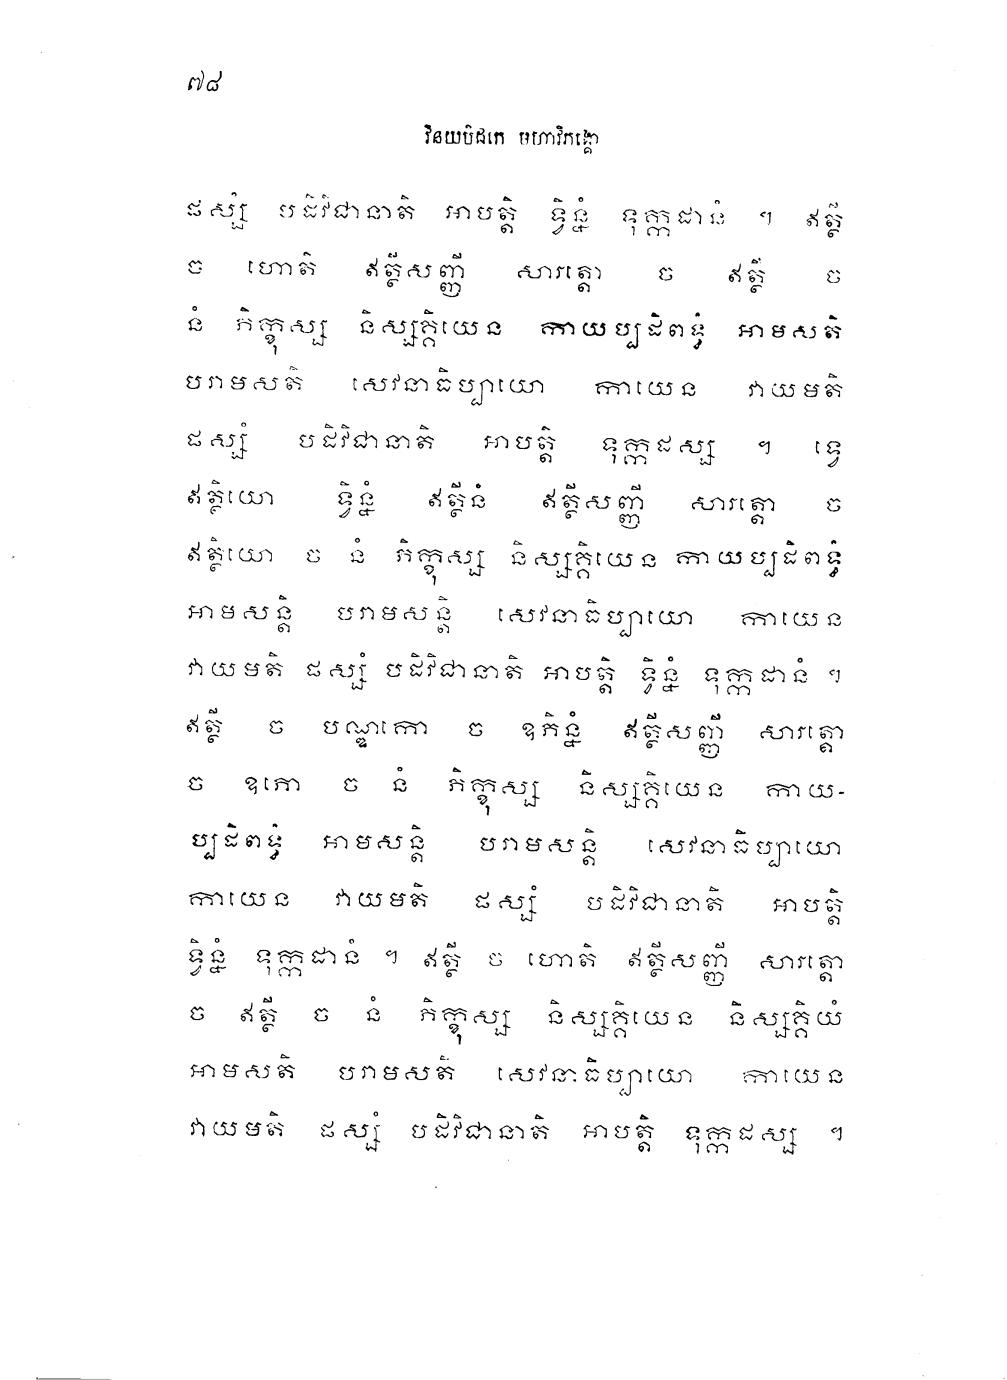 ៧៨
វិនយបិដកេ មហាវិភង្គោ
ផស្សំ បដិវិជានាតិ អាបត្តិ ទ្វិន្នំ ទុក្កដានំ ។ ឥត្ថី
ច ហោតិ ឥត្ថីសញ្ញី សារត្តោ ច ឥត្ថី ច
នំ ភិក្ខុស្ស និស្សគ្គិយេន កាយប្បដិពទ្ធំ អាមសតិ
បរាមសតិ សេវនាធិប្បាយោ កាយេន វាយមតិ
ផស្សំ បដិវិជានាតិ អាបត្តិ ទុក្កដស្ស ។ ទ្វេ
ឥត្ថិយោ ទ្វិន្នំ ឥត្ថីនំ ឥត្ថីសញ្ញី សារត្តោ ច
ឥត្ថិយោ ច នំ ភិក្ខុស្ស និស្សគ្គិយេន កាយប្បដិពទ្ធំ
អាមសន្តិ បរាមសន្តិ សេវនាធិប្បាយោ កាយេន
វាយមតិ ផស្សំ បដិវិជានាតិ អាបត្តិ ទ្វិន្នំ ទុក្កដានំ ។
ឥត្ថី ច បណ្ឌកោ ច ឧភិន្នំ ឥត្ថីសញ្ញី សារត្តោ
ច ឧភោ ច នំ ភិក្ខុស្ស និស្សគ្គិយេន កាយ-
ប្បដិពទ្ធំ អាមសន្តិ បរាមសន្តិ សេវនាធិប្បាយោ
កាយេន វាយមតិ ផស្សំ បដិវិជានាតិ អាបត្តិ
ទ្វិន្នំ ទុក្កដានំ ។ ឥត្ថី ច ហោតិ ឥត្ថីសញ្ញី សារត្តោ
ច ឥត្ថី ច នំ ភិក្ខុស្ស និស្សគ្គិយេន និស្សគ្គិយំ
អាមសតិ បរាមសតិ សេវនាធិប្បាយោ កាយេន
វាយមតិ ផស្សំ បដិវិជានាតិ អាបត្តិ ទុក្កដស្ស ។